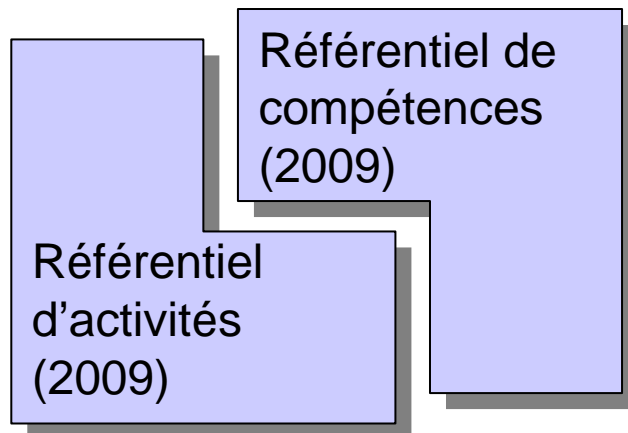 Référentiel de
compétences
(2009)
Référentiel
d’activités
(2009)